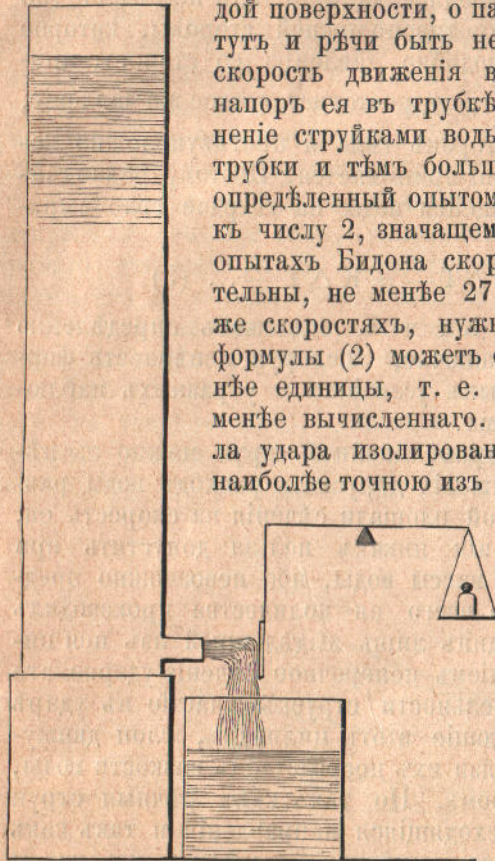 дой поверхности, о па
тутъ и рѣчи быть не
скорость движенія в
напоръ ея въ трубкѣ
неніе струйками воды
трубки и тѣмъ больш
опредѣленный опытом
къ числу 2, значащем
опытахъ Бидона скор
тельны, не менѣе 27
же скоростяхъ, нужн
формулы (2) можетъ
нѣе единицы, т. е.
менѣе вычисленнаго.
ла удара изолирован
наиболѣе точною изъ